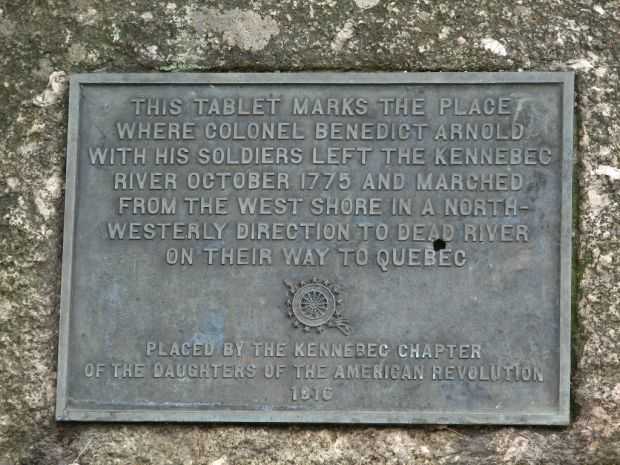 THIS TABLET MARKS THE PLACE
WHERE COLONEL BENEDICT ARNOLD
WITH HIS SOLDIERS LEFT THE KENNEBEC
RIVER OCTOBER 1775 AND MARCHED
FROM THE WEST SHORE IN A NORTH-
WESTERLY DIRECTION TO DEAD RIVER
ON THEIR WAY TO QUEBEC
PLACED BY THE KENNEBEC CHAPTER
OF THE DAUGHTERS OF THE AMERICAN REVOLUTION
1916